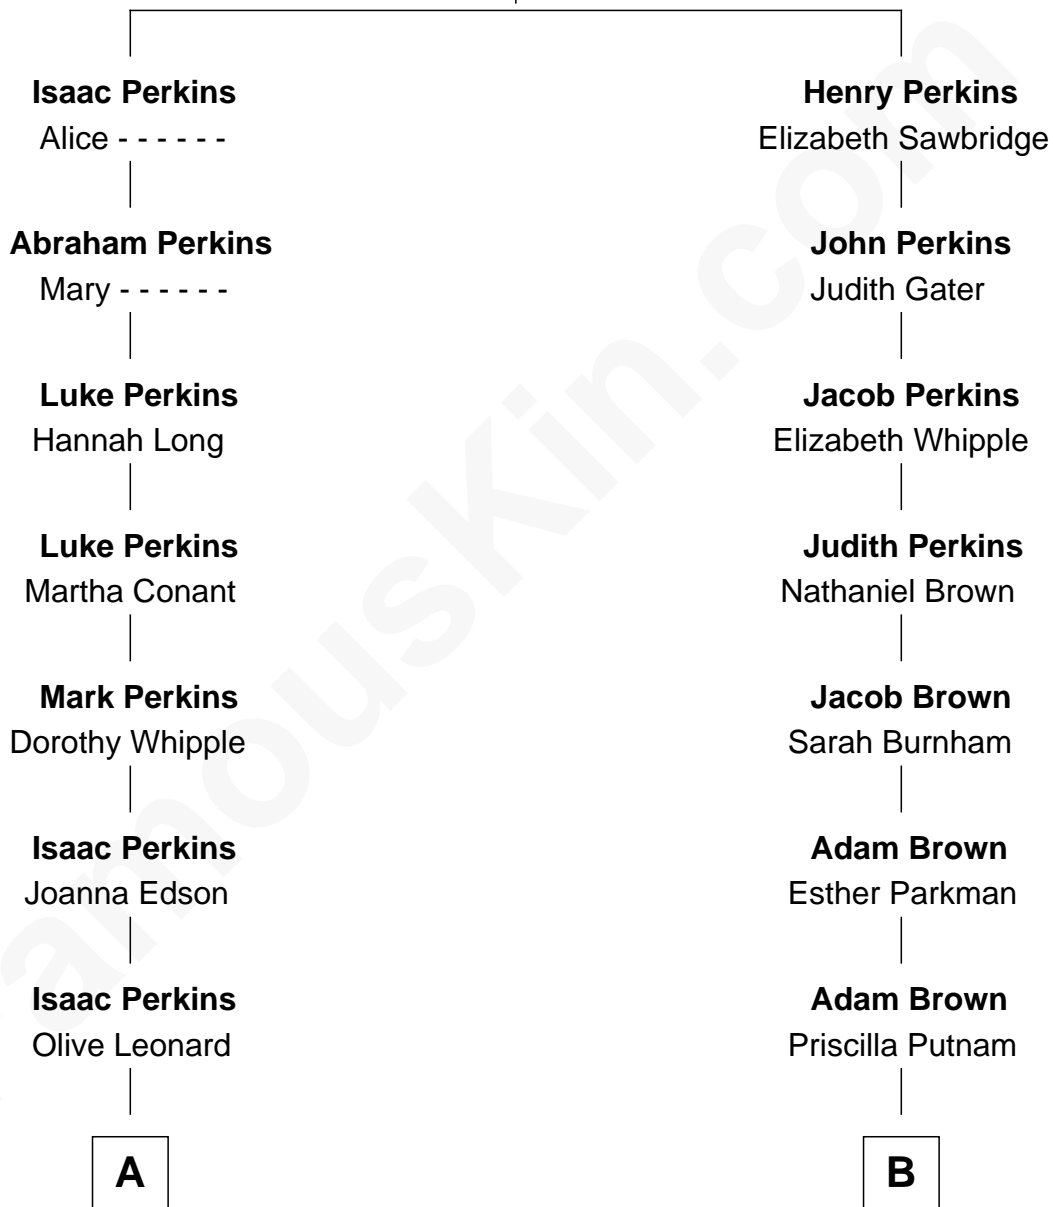 Isaac Perkins
Alice - - - - - -
Abraham Perkins
Mary - - - - - -
Luke Perkins
Hannah Long
Luke Perkins
Martha Conant
Mark Perkins
Dorothy Whipple
Isaac Perkins
Joanna Edson
Isaac Perkins
Olive Leonard
A
Henry Perkins
Elizabeth Sawbridge
John Perkins
Judith Gater
Jacob Perkins
Elizabeth Whipple
Judith Perkins
Nathaniel Brown
Jacob Brown
Sarah Burnham
Adam Brown
Esther Parkman
Adam Brown
Priscilla Putnam
B
famouskin.com